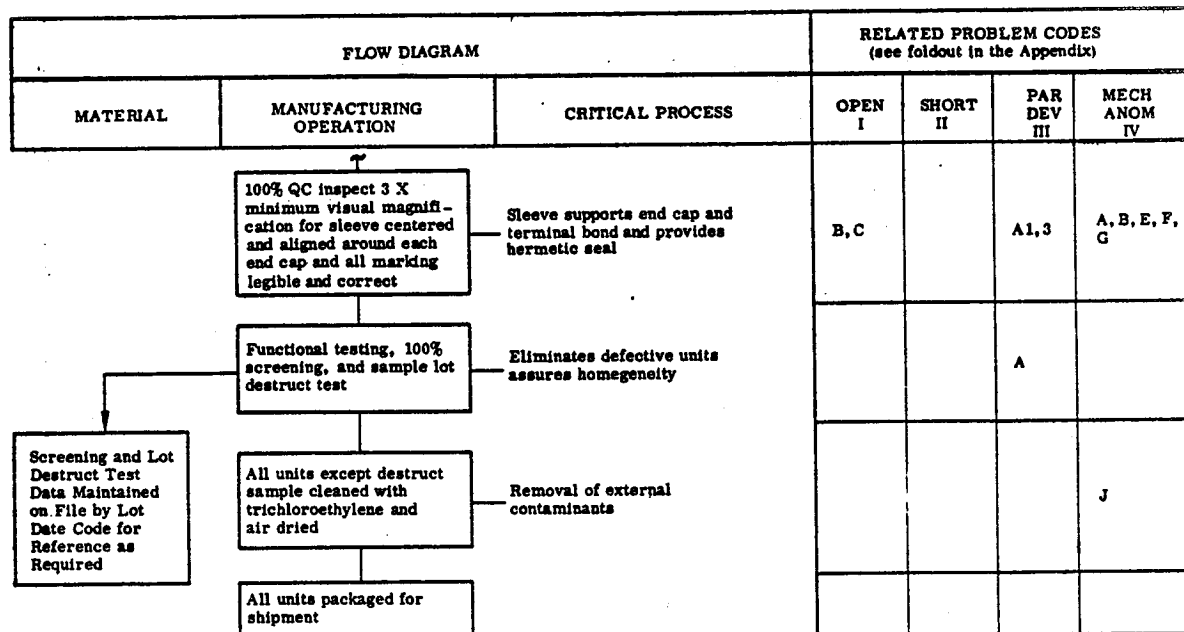 FLOW DIAGRAM
RELATED PROBLEM CODES
(see foldout in the Appendix)
MATERIAL
MANUFACTURING
OPERATION
CRITICAL PROCESS
OPEN
I
SHORT
II
PAR
DEV
III
MECH
ANOM
IV
100% QC inspect 3 X
minimum visual magnifi-
cation for sleeve centered
and aligned around each
end cap and all marking
legible and correct
Sleeve supports end cap and
terminal bond and provides
hermetic seal
B, C
A1, 3
A, B, E, F,
G
Functional testing, 100%
screening, and sample lot
destruct test
Eliminates defective units
assures homegeneity
A
Screening and Lot
Destruct Test
Data Maintained
on File by Lot
Date Code for
Reference as
Required
All units except destruct
sample cleaned with
trichloroethylene and
air dried
Removal of external
contaminants
J
All units packaged for
shipment